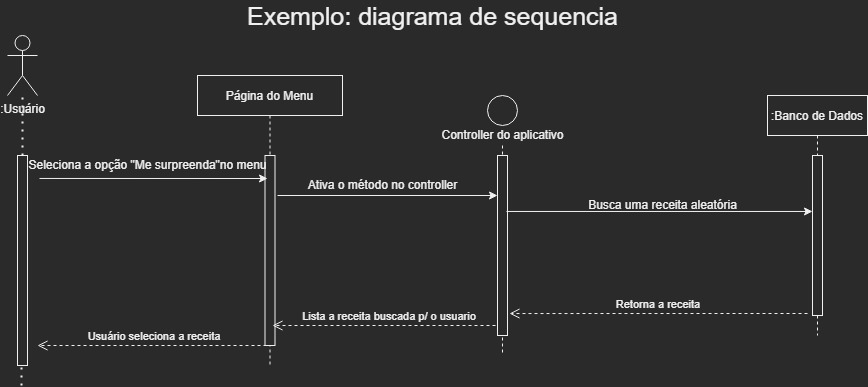 Exemplo: diagrama de sequencia
:Usuário
Página do Menu
Controller do aplicativo
:Banco de Dados
Seleciona a opção "Me surpreenda"no menu
Ativa o método no controller
Busca uma receita aleatória
Retorna a receita
Lista a receita buscada p/ o usuario
Usuário seleciona a receita